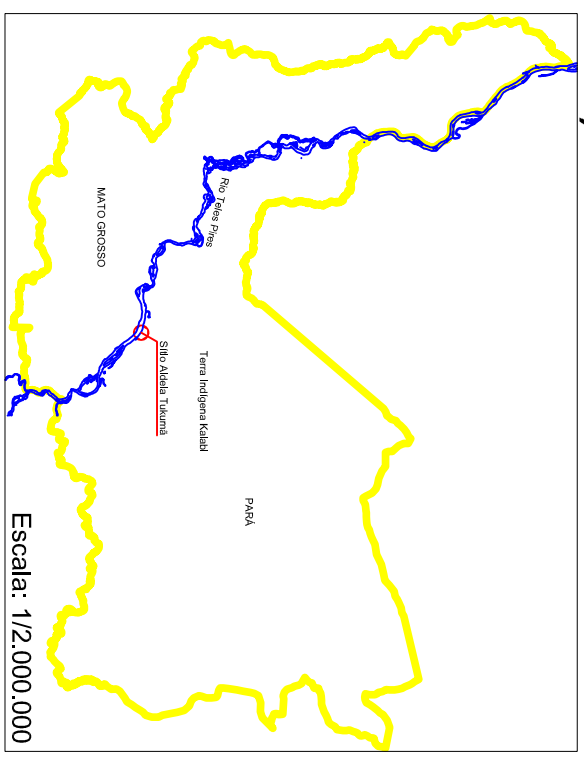 Rio Teles Pires
MATO GROSSO
Sítio Aldeia Tukumã
Terra Indígena Kaiabi
PARÁ
Escala: 1/2.000.000